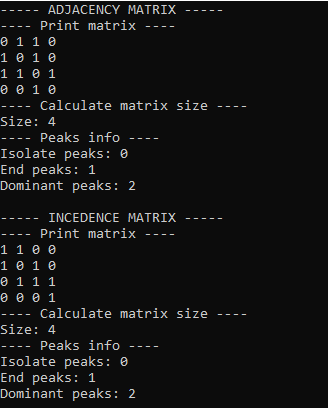 ----- ADJACENCY MATRIX -----
---- Print matrix ----
0 1 1 0
1 0 1 0
1 1 0 1
0 0 1 0
---- Calculate matrix size ----
Size: 4
---- Peaks info ----
Isolate peaks: 0
End peaks: 1
Dominant peaks: 2

----- INCEDENCE MATRIX -----
---- Print matrix ----
1 1 0 0
1 0 1 0
0 1 1 1
0 0 0 1
---- Calculate matrix size ----
Size: 4
---- Peaks info ----
Isolate peaks: 0
End peaks: 1
Dominant peaks: 2